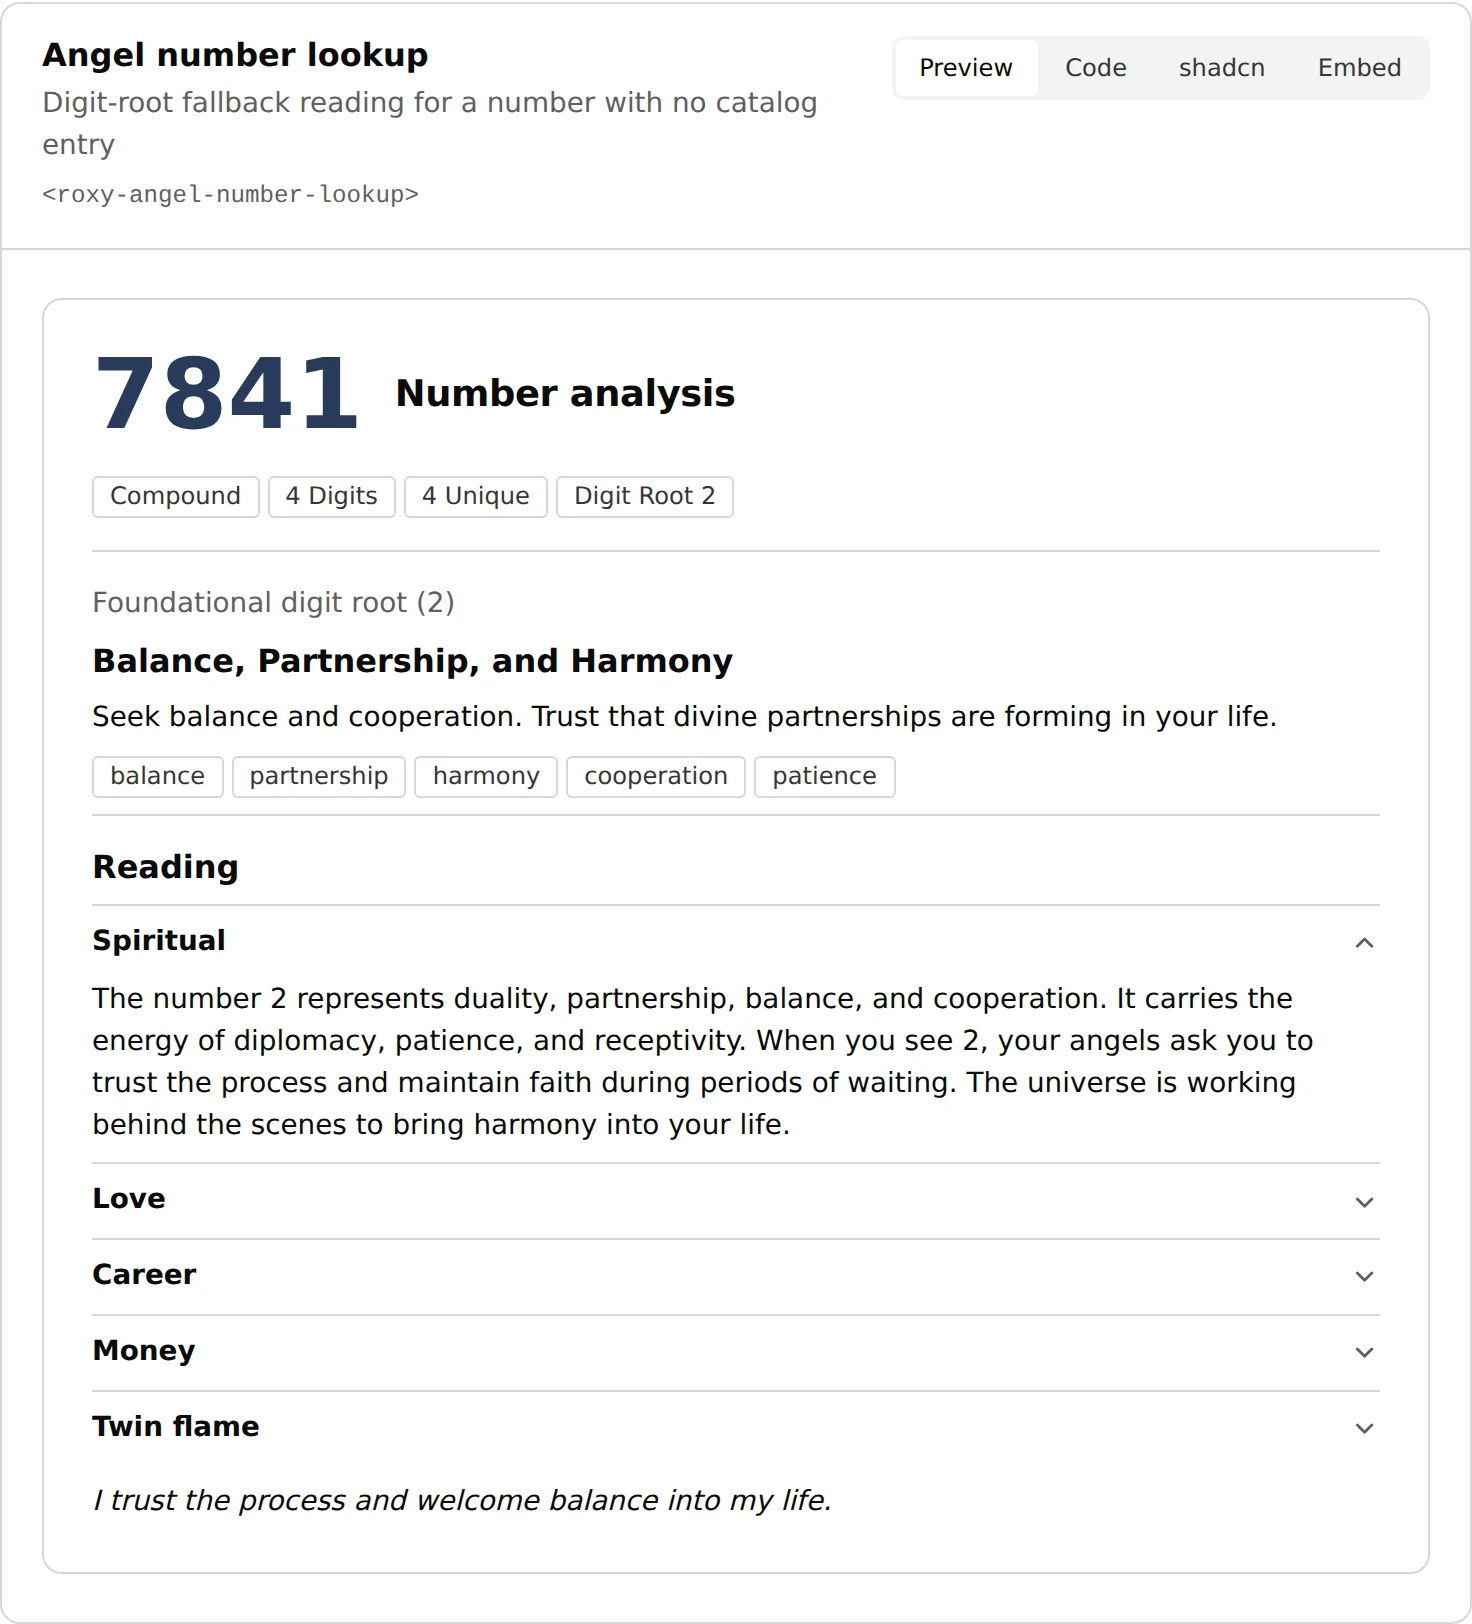 Angel number lookup
Digit-root fallback reading for a number with no catalog
entry
<roxy-angel-number-lookup>
Preview
Code
shadcn
Embed
7841
Number analysis
Compound
4 Digits
4 Unique
Digit Root 2
Foundational digit root (2)
Balance, Partnership, and Harmony
Seek balance and cooperation. Trust that divine partnerships are forming in your life.
balance
partnership
harmony
cooperation
patience
Reading
Spiritual
The number 2 represents duality, partnership, balance, and cooperation. It carries the
energy of diplomacy, patience, and receptivity. When you see 2, your angels ask you to
trust the process and maintain faith during periods of waiting. The universe is working
behind the scenes to bring harmony into your life.
Love
Career
Money
Twin flame
I trust the process and welcome balance into my life.